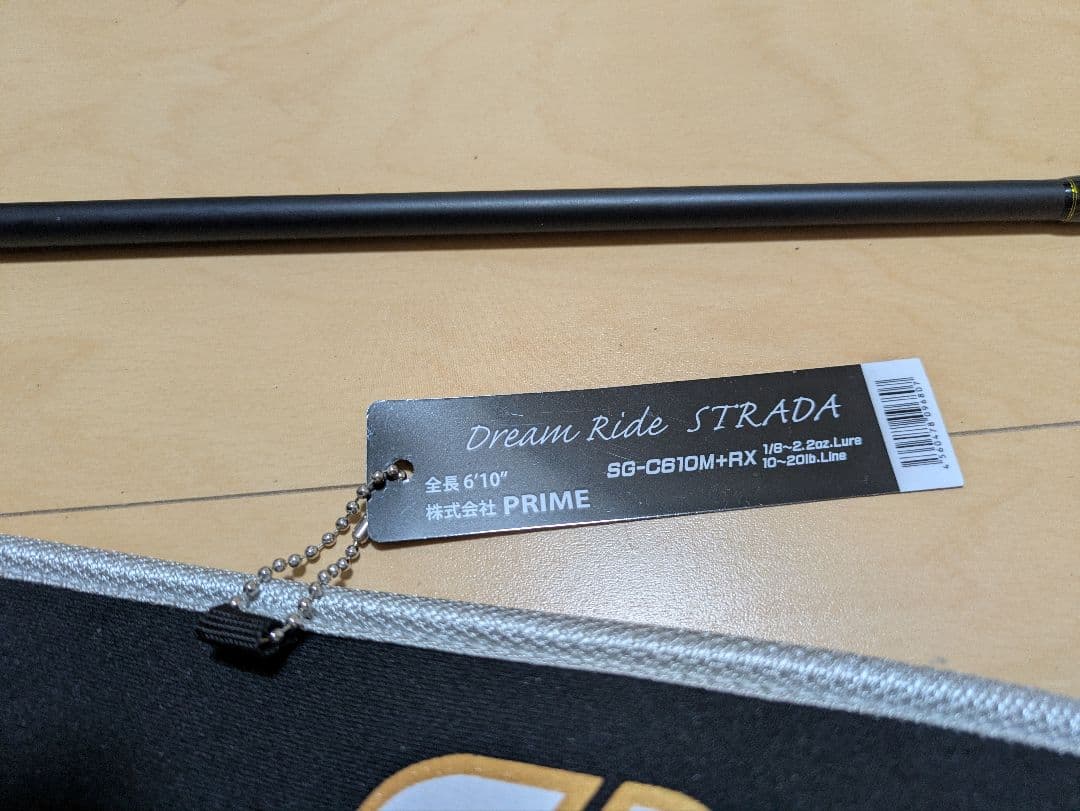 Dream Ride STRADA
SG-C610M+RX 1/8~2.2oz.Lure
10~20lb.Line
全長 6'10"
株式会社 PRIME
4560478096807